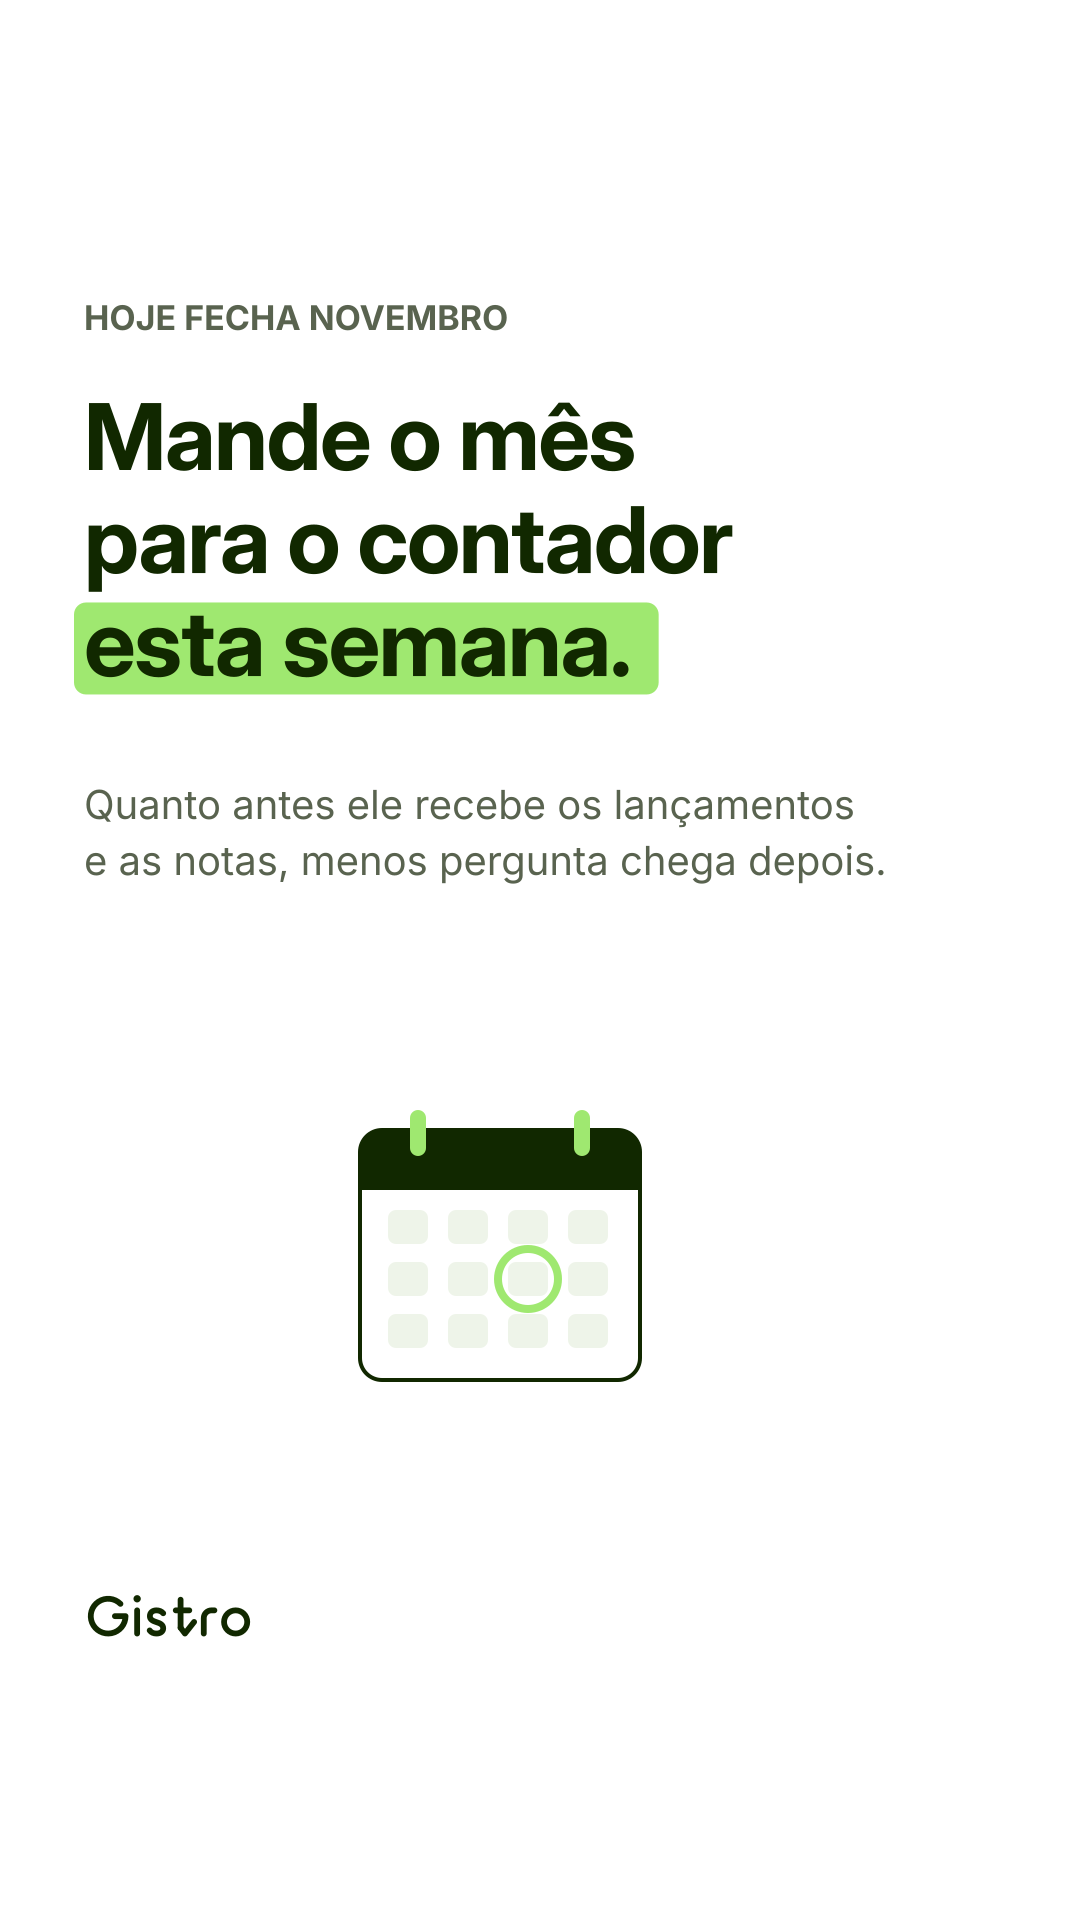 HOJE FECHA NOVEMBRO
Mande o mês
para o contador
esta semana.
Quanto antes ele recebe os lançamentos
e as notas, menos pergunta chega depois.
Gistro